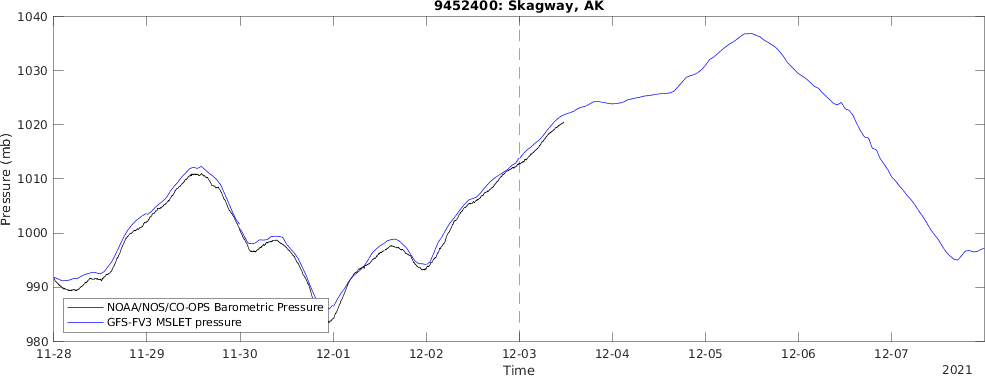 9452400: Skagway, AK
Pressure (mb)
1040
1030
1020
1010
1000
990
980
NOAA/NOS/CO-OPS Barometric Pressure
GFS-FV3 MSLET pressure
11-28 11-29 11-30 12-01 12-02 12-03 12-04 12-05 12-06 12-07
Time
2021